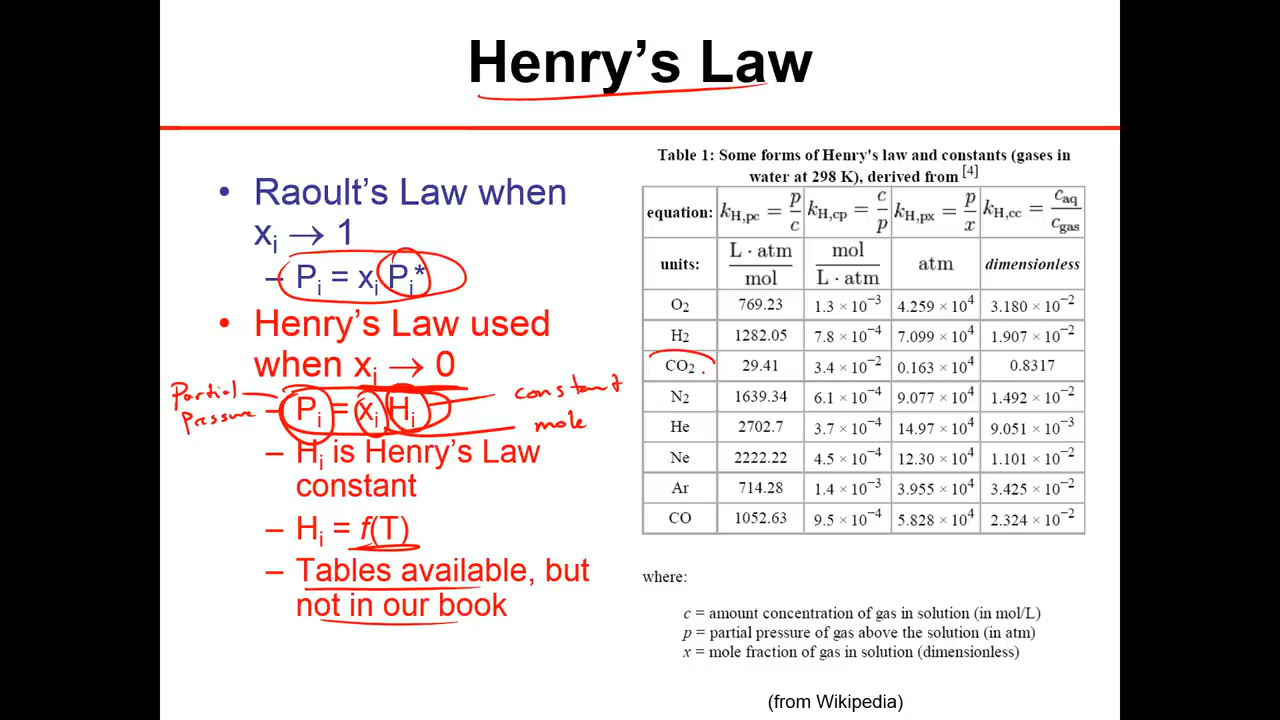 Henry's Law
• Raoult's Law when
xᵢ → 1
– Pᵢ = xᵢ Pᵢ*
• Henry's Law used
when xᵢ → 0
Partial
Pressure
– Pᵢ = xᵢ Hᵢ
constant
mole
– Hᵢ is Henry's Law
constant
– Hᵢ = f(T)
– Tables available, but
not in our book
Table 1: Some forms of Henry's law and constants (gases in
water at 298 K), derived from [4]
equation: k_H,pc = p/c k_H,cp = c/p k_H,px = p/x k_H,cc = c_aq/c_gas
units: L · atm/mol mol/L · atm atm dimensionless
O₂ 769.23 1.3 × 10⁻³ 4.259 × 10⁴ 3.180 × 10⁻²
H₂ 1282.05 7.8 × 10⁻⁴ 7.099 × 10⁴ 1.907 × 10⁻²
CO₂ 29.41 3.4 × 10⁻² 0.163 × 10⁴ 0.8317
N₂ 1639.34 6.1 × 10⁻⁴ 9.077 × 10⁴ 1.492 × 10⁻²
He 2702.7 3.7 × 10⁻⁴ 14.97 × 10⁴ 9.051 × 10⁻³
Ne 2222.22 4.5 × 10⁻⁴ 12.30 × 10⁴ 1.101 × 10⁻²
Ar 714.28 1.4 × 10⁻³ 3.955 × 10⁴ 3.425 × 10⁻²
CO 1052.63 9.5 × 10⁻⁴ 5.828 × 10⁴ 2.324 × 10⁻²
where:
c = amount concentration of gas in solution (in mol/L)
p = partial pressure of gas above the solution (in atm)
x = mole fraction of gas in solution (dimensionless)
(from Wikipedia)